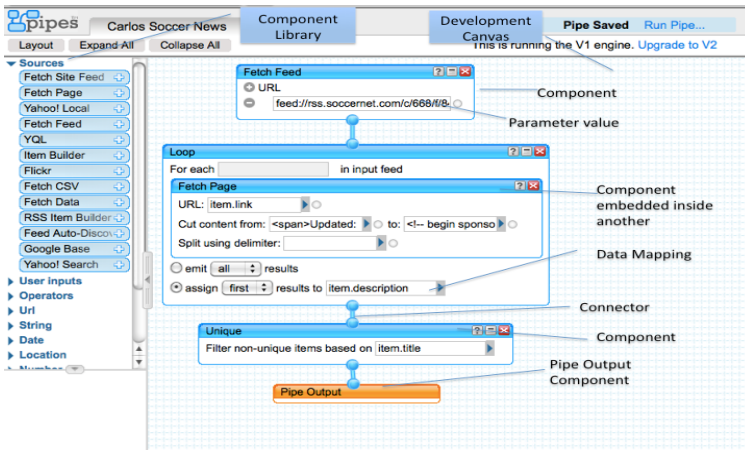 pipes
Carlos Soccer News
Component
Library
Development
Canvas
Pipe Saved
Run Pipe...
Layout
Expand All
Collapse All
This is running the V1 engine. Upgrade to V2
Sources
Fetch Site Feed
Fetch Page
Yahoo! Local
Fetch Feed
YQL
Item Builder
Flickr
Fetch CSV
Fetch Data
RSS Item Builder
Feed Auto-Discov
Google Base
Yahoo! Search
User inputs
Operators
Url
String
Date
Location
Number
Fetch Feed
URL
feed://rss.soccernet.com/c/668/f/8
Component
Parameter value
Loop
For each in input feed
Fetch Page
URL: item.link
Cut content from: <span>Updated: to: <!-- begin sponso
Split using delimiter:
emit all results
assign first results to item.description
Component
embedded inside
another
Data Mapping
Connector
Unique
Filter non-unique items based on item.title
Component
Pipe Output
Component
Pipe Output